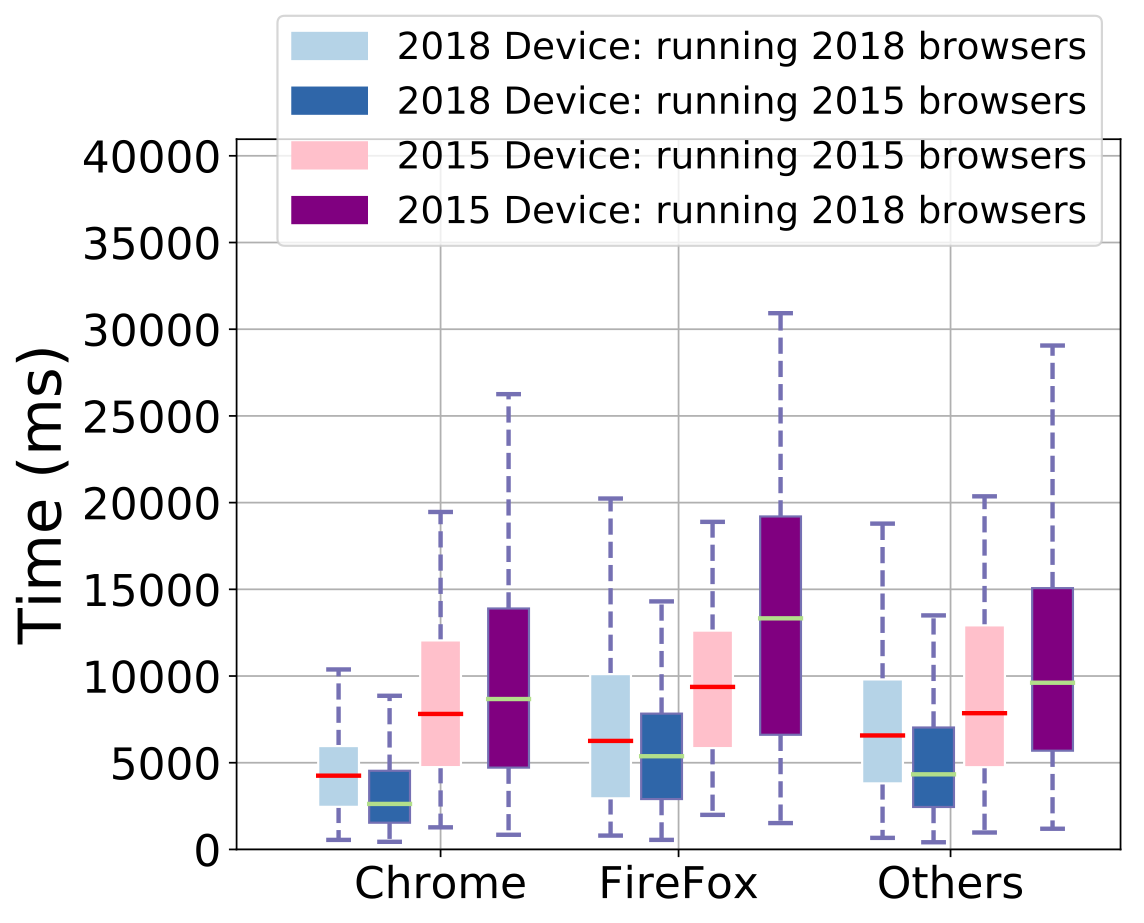 2018 Device: running 2018 browsers
2018 Device: running 2015 browsers
2015 Device: running 2015 browsers
2015 Device: running 2018 browsers
40000
35000
30000
25000
20000
15000
10000
5000
0
Time (ms)
Chrome FireFox Others